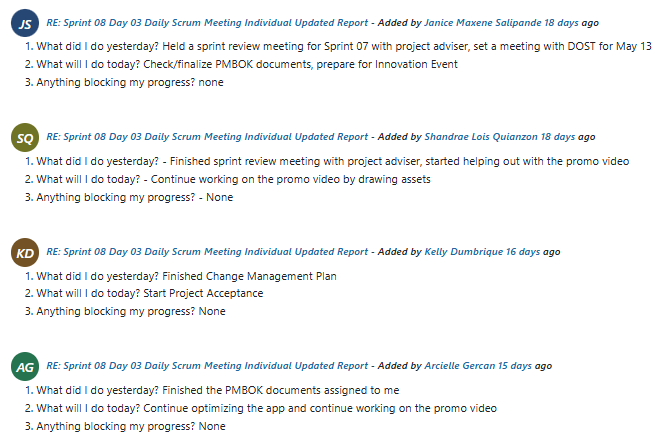 JS RE: Sprint 08 Day 03 Daily Scrum Meeting Individual Updated Report - Added by Janice Maxene Salipande 18 days ago
1. What did I do yesterday? Held a sprint review meeting for Sprint 07 with project adviser, set a meeting with DOST for May 13
2. What will I do today? Check/finalize PMBOK documents, prepare for Innovation Event
3. Anything blocking my progress? none
SQ RE: Sprint 08 Day 03 Daily Scrum Meeting Individual Updated Report - Added by Shandrae Lois Quianzon 18 days ago
1. What did I do yesterday? - Finished sprint review meeting with project adviser, started helping out with the promo video
2. What will I do today? - Continue working on the promo video by drawing assets
3. Anything blocking my progress? - None
KD RE: Sprint 08 Day 03 Daily Scrum Meeting Individual Updated Report - Added by Kelly Dumbrique 16 days ago
1. What did I do yesterday? Finished Change Management Plan
2. What will I do today? Start Project Acceptance
3. Anything blocking my progress? None
AG RE: Sprint 08 Day 03 Daily Scrum Meeting Individual Updated Report - Added by Arcielle Gercan 15 days ago
1. What did I do yesterday? Finished the PMBOK documents assigned to me
2. What will I do today? Continue optimizing the app and continue working on the promo video
3. Anything blocking my progress? None